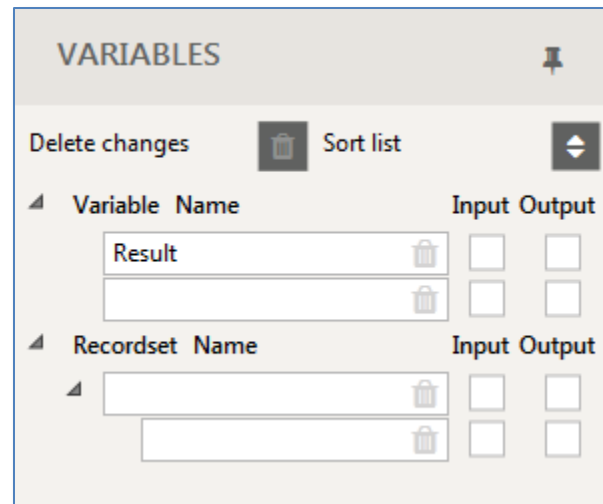 VARIABLES
Delete changes Sort list
Variable Name Input Output
Result
Recordset Name Input Output